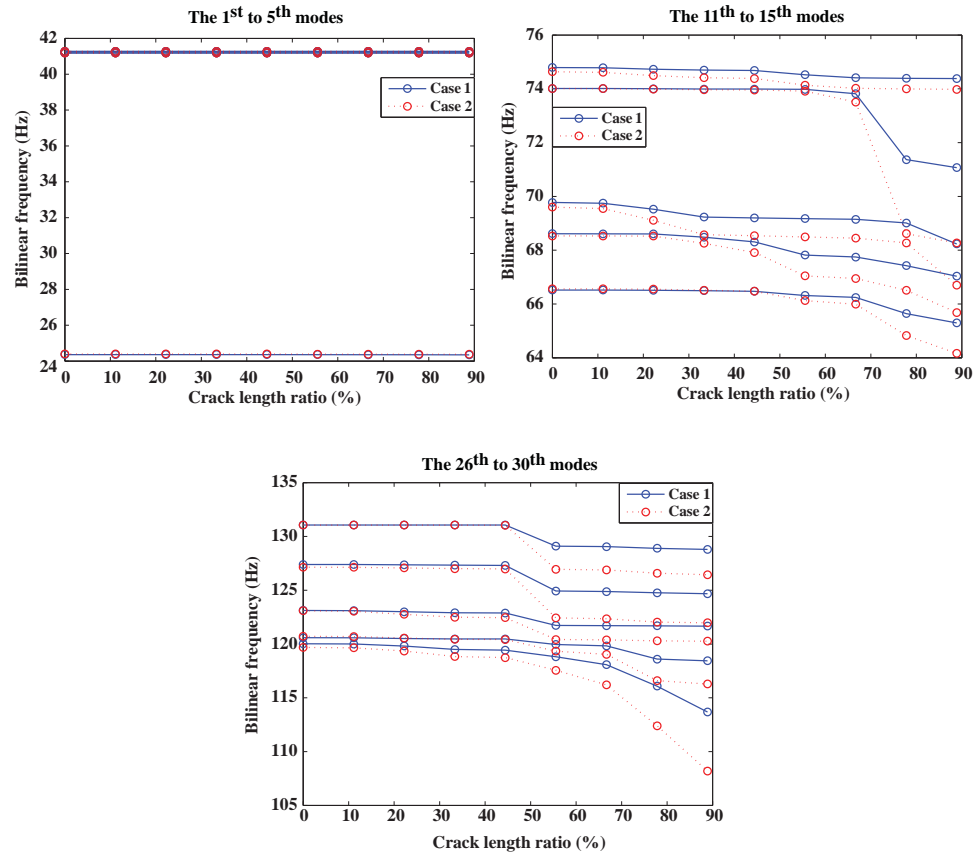 The 1st to 5th modes
42
40
38
36
34
32
30
28
26
24
Bilinear frequency (Hz)
Case 1
Case 2
0 10 20 30 40 50 60 70 80 90
Crack length ratio (%)
The 11th to 15th modes
76
74
72
70
68
66
64
Bilinear frequency (Hz)
Case 1
Case 2
0 10 20 30 40 50 60 70 80 90
Crack length ratio (%)
The 26th to 30th modes
135
130
125
120
115
110
105
Bilinear frequency (Hz)
Case 1
Case 2
0 10 20 30 40 50 60 70 80 90
Crack length ratio (%)